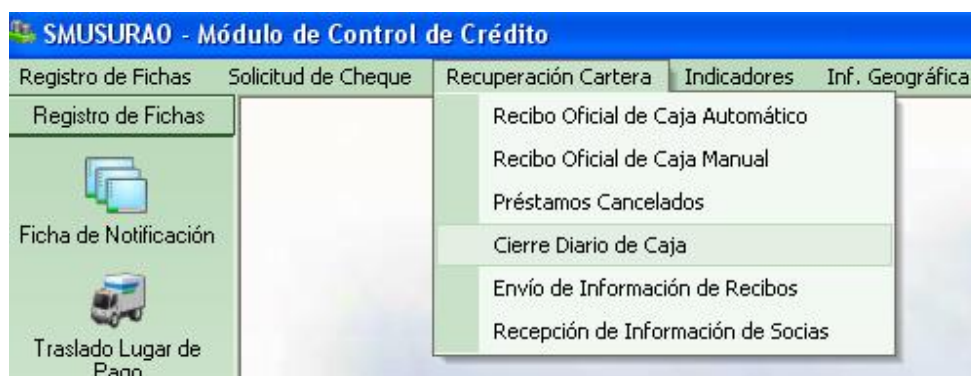 SMUSURA0 - Módulo de Control de Crédito
Registro de Fichas Solicitud de Cheque Recuperación Cartera Indicadores Inf. Geográfica
Registro de Fichas
Recibo Oficial de Caja Automático
Recibo Oficial de Caja Manual
Préstamos Cancelados
Ficha de Notificación
Cierre Diario de Caja
Envío de Información de Recibos
Recepción de Información de Socias
Traslado Lugar de
Pago